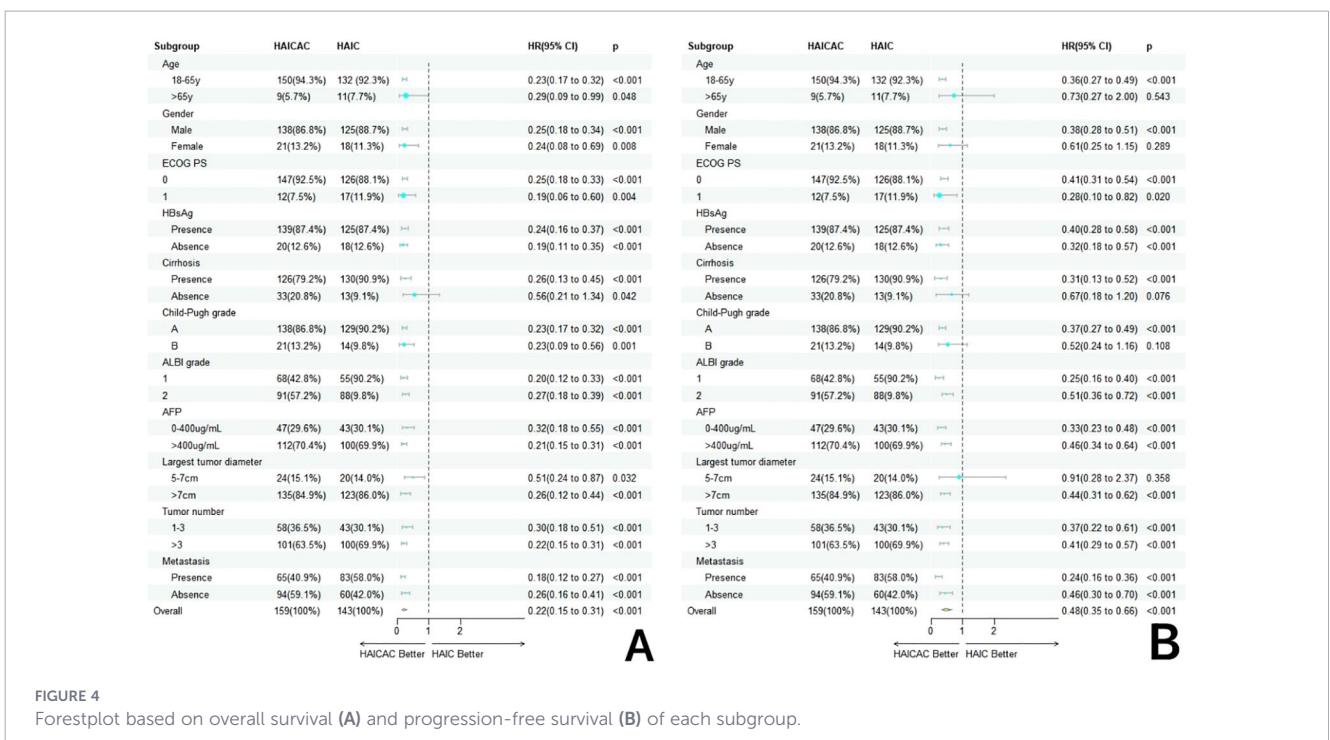 Subgroup HAICAC HAIC HR(95% CI) p
Age
18-65y 150(94.3%) 132 (92.3%) 0.23(0.17 to 0.32) <0.001
>65y 9(5.7%) 11(7.7%) 0.29(0.09 to 0.99) 0.048
Gender
Male 138(86.8%) 125(88.7%) 0.25(0.18 to 0.34) <0.001
Female 21(13.2%) 18(11.3%) 0.24(0.08 to 0.69) 0.008
ECOG PS
0 147(92.5%) 126(88.1%) 0.25(0.18 to 0.33) <0.001
1 12(7.5%) 17(11.9%) 0.19(0.06 to 0.60) 0.004
HBsAg
Presence 139(87.4%) 125(87.4%) 0.24(0.16 to 0.37) <0.001
Absence 20(12.6%) 18(12.6%) 0.19(0.11 to 0.35) <0.001
Cirrhosis
Presence 126(79.2%) 130(90.9%) 0.26(0.13 to 0.45) <0.001
Absence 33(20.8%) 13(9.1%) 0.56(0.21 to 1.34) 0.042
Child-Pugh grade
A 138(86.8%) 129(90.2%) 0.23(0.17 to 0.32) <0.001
B 21(13.2%) 14(9.8%) 0.23(0.09 to 0.56) 0.001
ALBI grade
1 68(42.8%) 55(90.2%) 0.20(0.12 to 0.33) <0.001
2 91(57.2%) 88(9.8%) 0.27(0.18 to 0.39) <0.001
AFP
0-400ug/mL 47(29.6%) 43(30.1%) 0.32(0.18 to 0.55) <0.001
>400ug/mL 112(70.4%) 100(69.9%) 0.21(0.15 to 0.31) <0.001
Largest tumor diameter
5-7cm 24(15.1%) 20(14.0%) 0.51(0.24 to 0.87) 0.032
>7cm 135(84.9%) 123(86.0%) 0.26(0.12 to 0.44) <0.001
Tumor number
1-3 58(36.5%) 43(30.1%) 0.30(0.18 to 0.51) <0.001
>3 101(63.5%) 100(69.9%) 0.22(0.15 to 0.31) <0.001
Metastasis
Presence 65(40.9%) 83(58.0%) 0.18(0.12 to 0.27) <0.001
Absence 94(59.1%) 60(42.0%) 0.26(0.16 to 0.41) <0.001
Overall 159(100%) 143(100%) 0.22(0.15 to 0.31) <0.001
0 1 2
HAICAC Better HAIC Better
A
Subgroup HAICAC HAIC HR(95% CI) p
Age
18-65y 150(94.3%) 132 (92.3%) 0.36(0.27 to 0.49) <0.001
>65y 9(5.7%) 11(7.7%) 0.73(0.27 to 2.00) 0.543
Gender
Male 138(86.8%) 125(88.7%) 0.38(0.28 to 0.51) <0.001
Female 21(13.2%) 18(11.3%) 0.61(0.25 to 1.15) 0.289
ECOG PS
0 147(92.5%) 126(88.1%) 0.41(0.31 to 0.54) <0.001
1 12(7.5%) 17(11.9%) 0.28(0.10 to 0.82) 0.020
HBsAg
Presence 139(87.4%) 125(87.4%) 0.40(0.28 to 0.58) <0.001
Absence 20(12.6%) 18(12.6%) 0.32(0.18 to 0.57) <0.001
Cirrhosis
Presence 126(79.2%) 130(90.9%) 0.31(0.13 to 0.52) <0.001
Absence 33(20.8%) 13(9.1%) 0.67(0.18 to 1.20) 0.076
Child-Pugh grade
A 138(86.8%) 129(90.2%) 0.37(0.27 to 0.49) <0.001
B 21(13.2%) 14(9.8%) 0.52(0.24 to 1.16) 0.108
ALBI grade
1 68(42.8%) 55(90.2%) 0.25(0.16 to 0.40) <0.001
2 91(57.2%) 88(9.8%) 0.51(0.36 to 0.72) <0.001
AFP
0-400ug/mL 47(29.6%) 43(30.1%) 0.33(0.23 to 0.48) <0.001
>400ug/mL 112(70.4%) 100(69.9%) 0.46(0.34 to 0.64) <0.001
Largest tumor diameter
5-7cm 24(15.1%) 20(14.0%) 0.91(0.28 to 2.37) 0.358
>7cm 135(84.9%) 123(86.0%) 0.44(0.31 to 0.62) <0.001
Tumor number
1-3 58(36.5%) 43(30.1%) 0.37(0.22 to 0.61) <0.001
>3 101(63.5%) 100(69.9%) 0.41(0.29 to 0.57) <0.001
Metastasis
Presence 65(40.9%) 83(58.0%) 0.24(0.16 to 0.36) <0.001
Absence 94(59.1%) 60(42.0%) 0.46(0.30 to 0.70) <0.001
Overall 159(100%) 143(100%) 0.48(0.35 to 0.66) <0.001
0 1 2
HAICAC Better HAIC Better
B
FIGURE 4
Forestplot based on overall survival (A) and progression-free survival (B) of each subgroup.